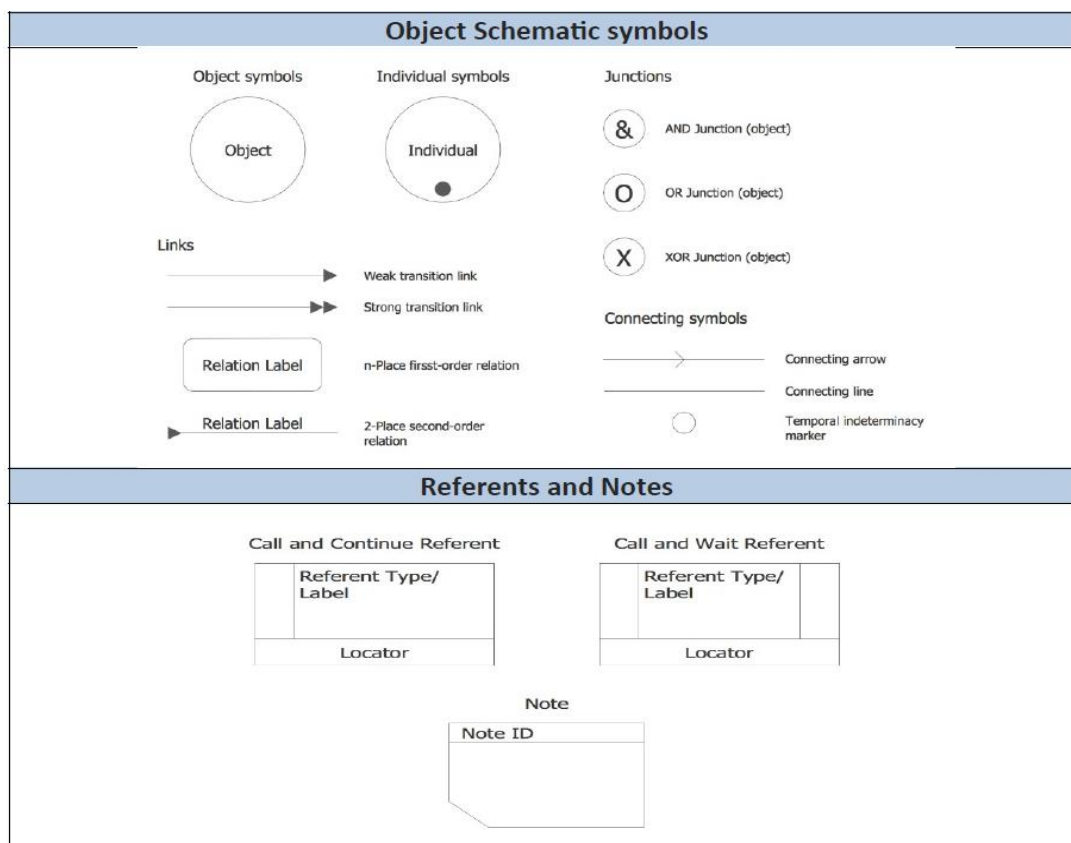 Object Schematic symbols
Object symbols
Individual symbols
Junctions
Object
Individual
&
AND Junction (object)
O
OR Junction (object)
X
XOR Junction (object)
Links
Weak transition link
Strong transition link
Relation Label
n-Place firsst-order relation
Relation Label
2-Place second-order
relation
Connecting symbols
Connecting arrow
Connecting line
Temporal indeterminacy
marker
Referents and Notes
Call and Continue Referent
Referent Type/
Label
Locator
Call and Wait Referent
Referent Type/
Label
Locator
Note
Note ID